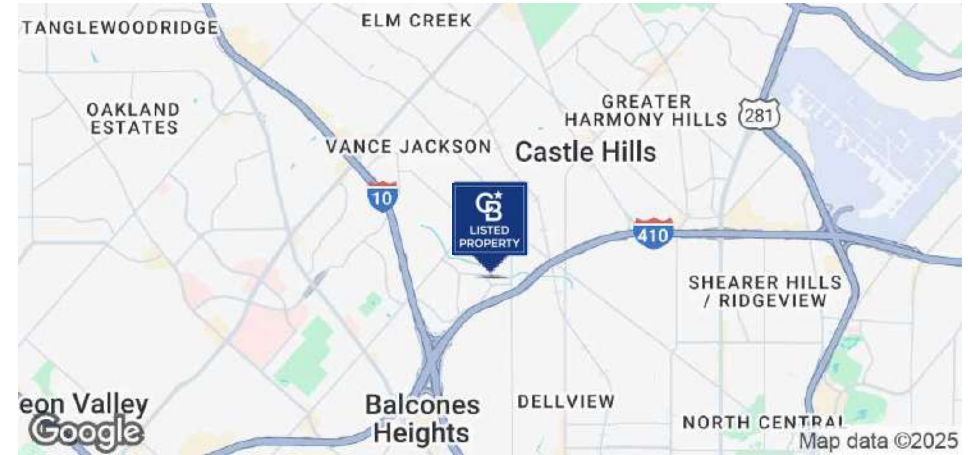 ELM CREEK
TANGLEWOODRIDGE
OAKLAND
ESTATES
GREATER
HARMONY HILLS
281
VANCE JACKSON
Castle Hills
10
CB
LISTED
PROPERTY
410
SHEARER HILLS
/ RIDGEVIEW
eon Valley
Balcones
Heights
DELLVIEW
NORTH CENTRAL
Google
Map data ©2025